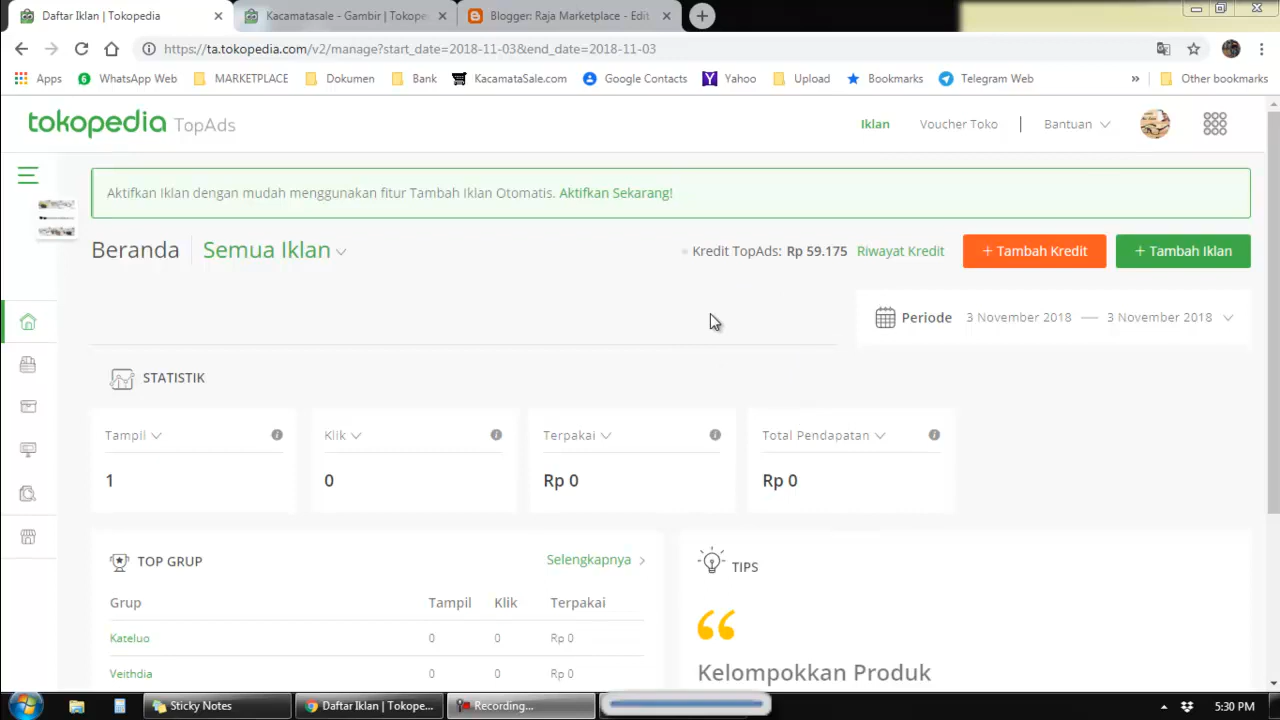 Daftar Iklan | Tokopedia
Kacamatasale - Gambir | Tokope
Blogger: Raja Marketplace - Edit
https://ta.tokopedia.com/v2/manage?start_date=2018-11-03&end_date=2018-11-03
Apps
WhatsApp Web
MARKETPLACE
Dokumen
Bank
KacamataSale.com
Google Contacts
Yahoo
Upload
Bookmarks
Telegram Web
»
Other bookmarks
tokopedia TopAds
Iklan
Voucher Toko
Bantuan
Aktifkan Iklan dengan mudah menggunakan fitur Tambah Iklan Otomatis. Aktifkan Sekarang!
Beranda
Semua Iklan
Kredit TopAds: Rp 59.175
Riwayat Kredit
+ Tambah Kredit
+ Tambah Iklan
Periode
3 November 2018 — 3 November 2018
STATISTIK
Tampil
Klik
Terpakai
Total Pendapatan
1
0
Rp 0
Rp 0
TOP GRUP
Selengkapnya
Grup
Tampil
Klik
Terpakai
Kateluo
0
0
Rp 0
Veithdia
0
0
Rp 0
TIPS
“
Kelompokkan Produk
Sticky Notes
Daftar Iklan | Tokope...
Recording...
5:30 PM